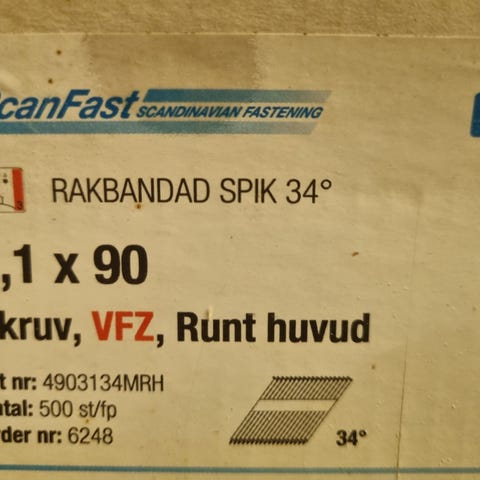 canFast SCANDINAVIAN FASTENING
RAKBANDAD SPIK 34°
,1 x 90
kruv, VFZ, Runt huvud
t nr: 4903134MRH
ntal: 500 st/fp
rder nr: 6248
34°